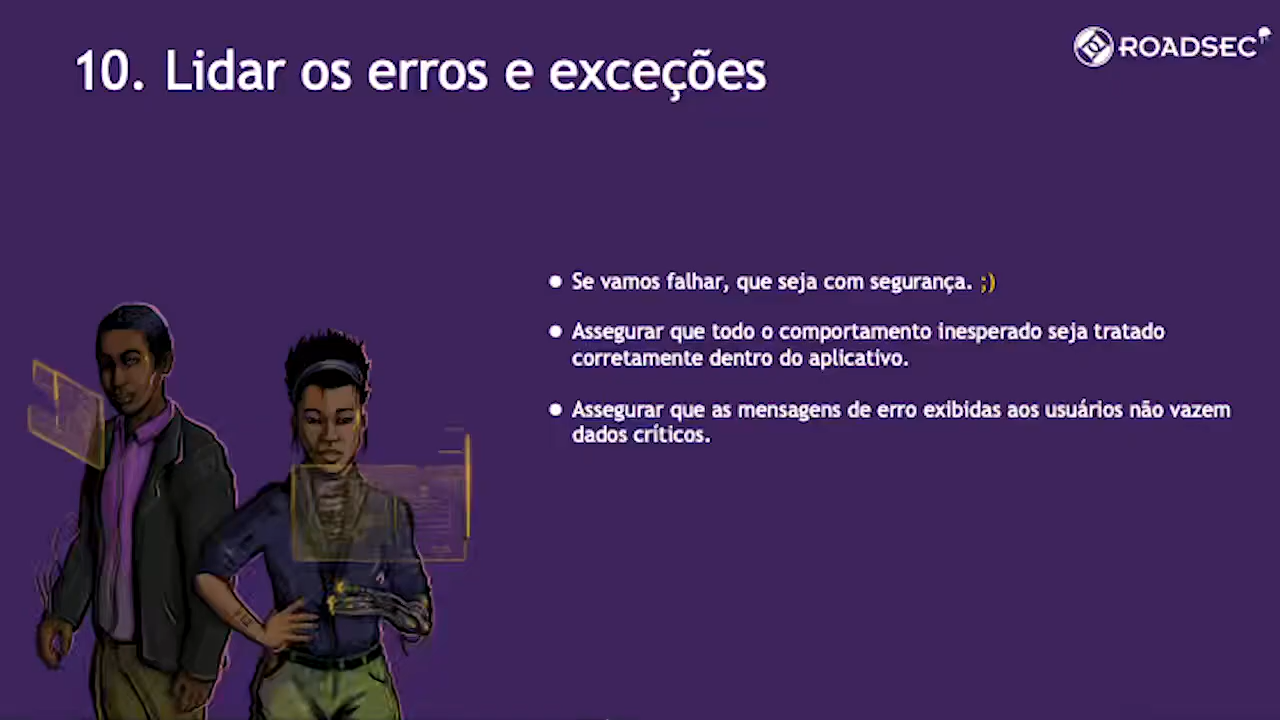 10. Lidar os erros e exceções
ROADSEC
● Se vamos falhar, que seja com segurança. ;)
● Assegurar que todo o comportamento inesperado seja tratado
corretamente dentro do aplicativo.
● Assegurar que as mensagens de erro exibidas aos usuários não vazem
dados críticos.